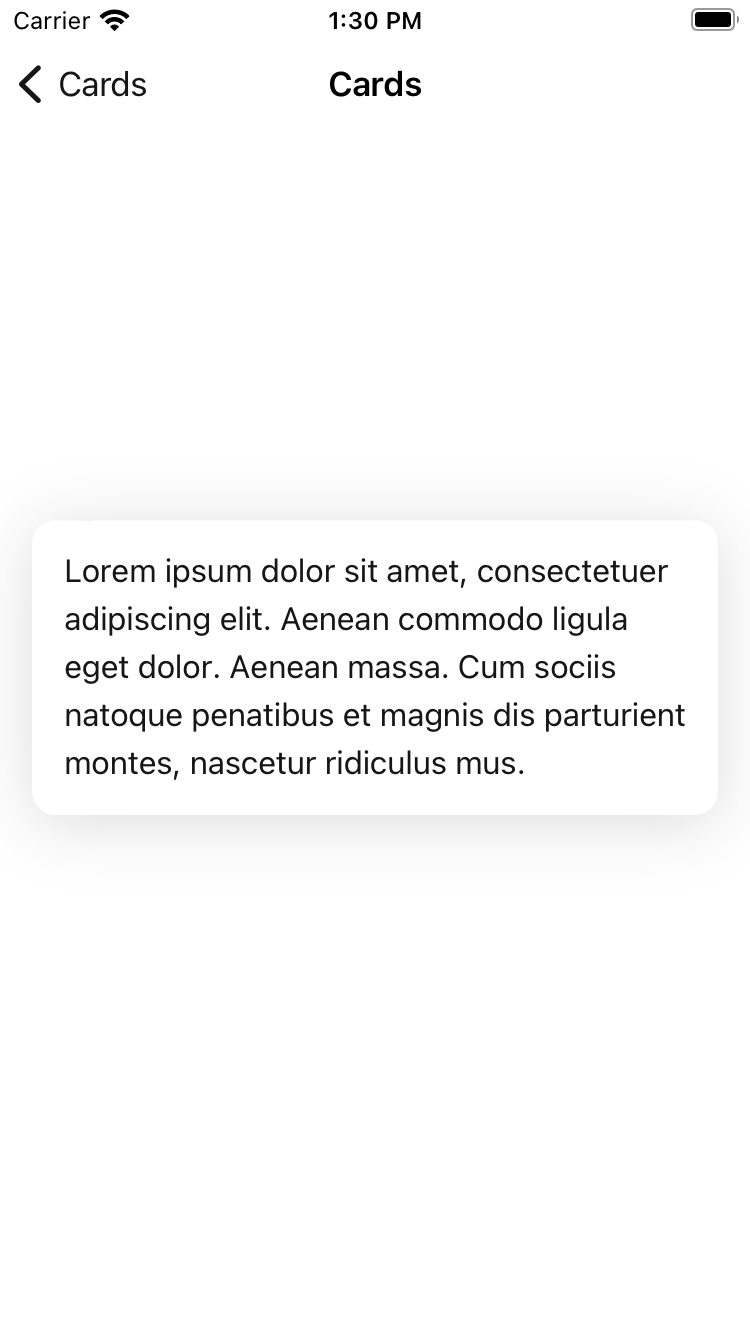 Carrier 1:30 PM
Cards Cards
Lorem ipsum dolor sit amet, consectetuer
adipiscing elit. Aenean commodo ligula
eget dolor. Aenean massa. Cum sociis
natoque penatibus et magnis dis parturient
montes, nascetur ridiculus mus.